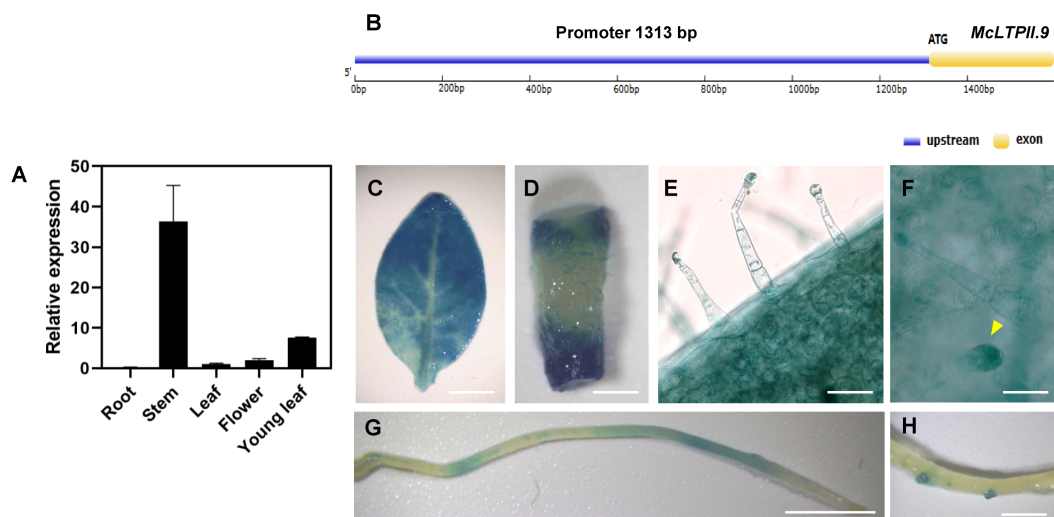 B
Promoter 1313 bp
ATG
McLTPII.9
5'
0bp
200bp
400bp
600bp
800bp
1000bp
1200bp
1400bp
upstream
exon
A
Relative expression
50
40
30
20
10
0
Root
Stem
Leaf
Flower
Young leaf
C
D
E
F
G
H